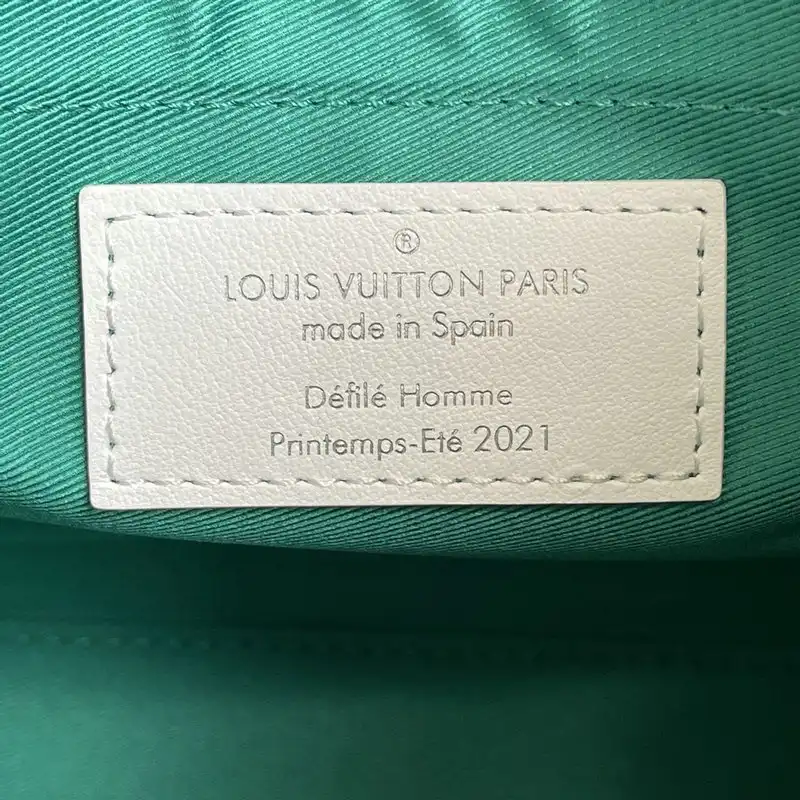 ®
LOUIS VUITTON PARIS
made in Spain
Défilé Homme
Printemps-Eté 2021